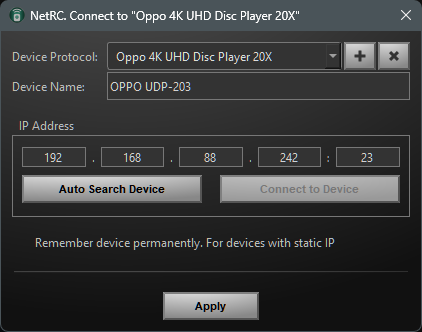 NetRC. Connect to "Oppo 4K UHD Disc Player 20X"
Device Protocol: Oppo 4K UHD Disc Player 20X
Device Name: OPPO UDP-203
IP Address
192 . 168 . 88 . 242 : 23
Auto Search Device Connect to Device
Remember device permanently. For devices with static IP
Apply